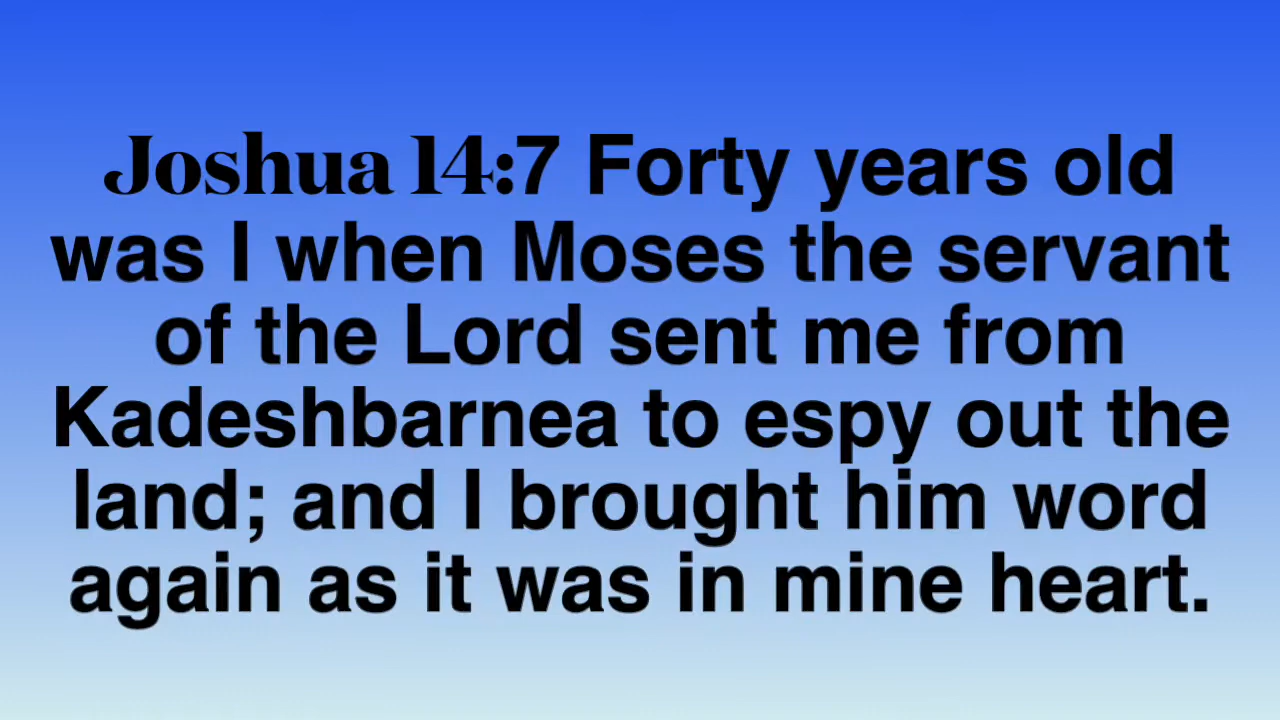 Joshua 14:7 Forty years old
was I when Moses the servant
of the Lord sent me from
Kadeshbarnea to espy out the
land; and I brought him word
again as it was in mine heart.